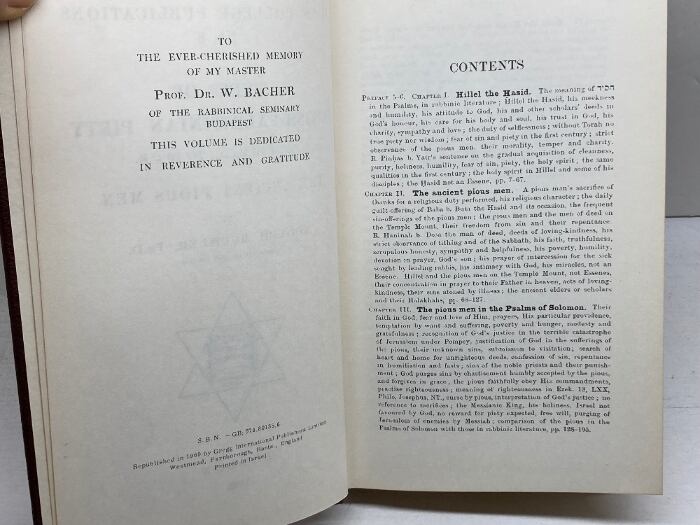 TO
THE EVER-CHERISHED MEMORY
OF MY MASTER
PROF. DR. W. BACHER
OF THE RABBINICAL SEMINARY
BUDAPEST
THIS VOLUME IS DEDICATED
IN REVERENCE AND GRATITUDE
S.B.N. - GB. 576.80135.6
Republished in 1969 by Gregg International Publishers Limited
Westmead, Farnborough, Hants., England
Printed in Israel
CONTENTS
PREFACE 5-6. CHAPTER I. Hillel the Hasid. The meaning of חסיד
in the Psalms, in rabbinic literature; Hillel the Hasid, his meekness
and humility, his attitude to God, his and other scholars' deeds in
God's honour, his care for his body and soul, his trust in God, his
charity, sympathy and love; the duty of selflessness; without Torah no
true piety nor wisdom; fear of sin and piety in the first century; strict
observance of the pious men, their morality, temper and charity.
R. Pinhas b. Yair's sentence on the gradual acquisition of cleanness,
purity, holiness, humility, fear of sin, piety, the holy spirit, the same
qualities in the first century; the holy spirit in Hillel and some of his
disciples; the Hasid not an Essene, pp. 7-67.
CHAPTER II. The ancient pious men. A pious man's sacrifice of
thanks for a religious duty performed, his religious character; the daily
guilt-offering of Baba b. Buta the Hasid and its occasion, the frequent
sin-offerings of the pious men; the pious men and the men of deed on
the Temple Mount, their freedom from sin and their repentance.
R. Haninah b. Dosa the man of deed, deeds of loving-kindness, his
strict observance of tithing and of the Sabbath, his faith, truthfulness,
scrupulous honesty, sympathy and helpfulness, his poverty, humility,
devotion in prayer, God's son; his prayer of intercession for the sick
sought by leading rabbis, his intimacy with God, his miracles, not an
Essene. Hillel and the pious men on the Temple Mount, not Essenes,
their concentration in prayer to their Father in heaven, acts of loving-
kindness, their sins atoned by illness; the ancient elders or scholars
and their Halakhahs, pp. 68-127.
CHAPTER III. The pious men in the Psalms of Solomon. Their
faith in God, fear and love of Him, prayers, His particular providence,
temptation by want and suffering, poverty and hunger, modesty and
gratefulness; recognition of God's justice in the terrible catastrophe
of Jerusalem under Pompey, justification of God in the sufferings of
the pious, their unknown sins, submission to visitation; search of
heart and home for unrighteous deeds, confession of sin, repentance
in humiliation and fasts; sins of the noble priests and their punish-
ment; God purges sins by chastisement humbly accepted by the pious,
and forgives in grace, the pious faithfully obey His commandments,
practise righteousness; meaning of righteousness in Ezek. 18, LXX,
Philo, Josephus, NT., curse by pious, interpretation of God's justice; no
reference to sacrifices; the Messianic King, his holiness, Israel not
favoured by God, no reward for piety expected, free will, purging of
Jerusalem of enemies by Messiah; comparison of the pious in the
Psalms of Solomon with those in rabbinic literature, pp. 128-195.